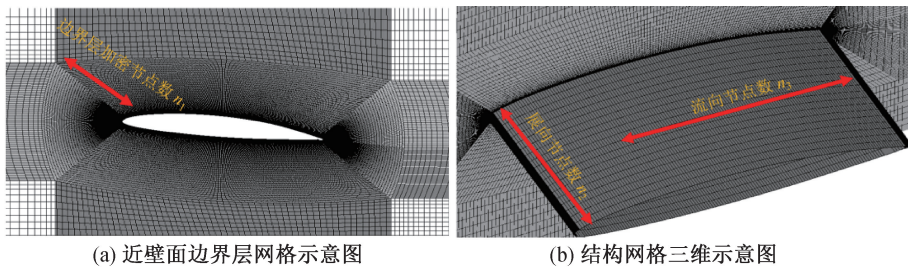 边界层加密节点数 n₁
展向节点数 n₂
流向节点数 n₃
(a) 近壁面边界层网格示意图
(b) 结构网格三维示意图